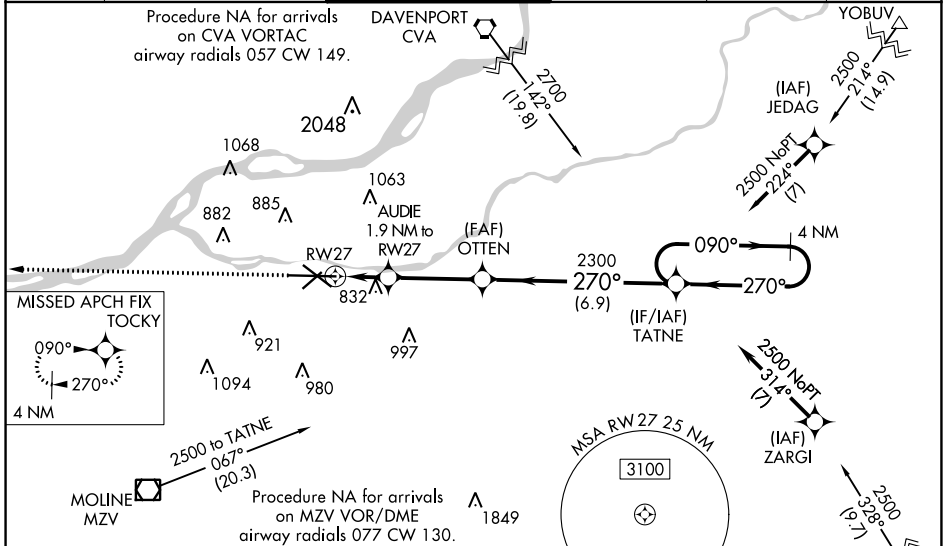 Procedure NA for arrivals
on CVA VORTAC
airway radials 057 CW 149.
DAVENPORT
CVA
YOBUV
2700
142°
(19.8)
2500
214°
(14.9)
(IAF)
JEDAG
2500 NoPT
224°
(7)
2048
1068
1063
882
885
AUDIE
1.9 NM to
RW27
RW27
(FAF)
OTTEN
832
2300
270°
(6.9)
090°
4 NM
270°
(IF/IAF)
TATNE
MISSED APCH FIX
TOCKY
090°
270°
4 NM
921
997
1094
980
2500 NoPT
314°
(7)
(IAF)
ZARGI
2500 to TATNE
067°
(20.3)
MOLINE
MZV
Procedure NA for arrivals
on MZV VOR/DME
airway radials 077 CW 130.
1849
MSA RW 27 25 NM
3100
2500
328°
(9.7)